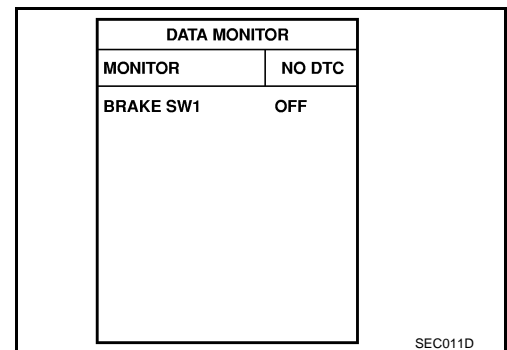 DATA MONITOR
MONITOR NO DTC
BRAKE SW1 OFF
SEC011D